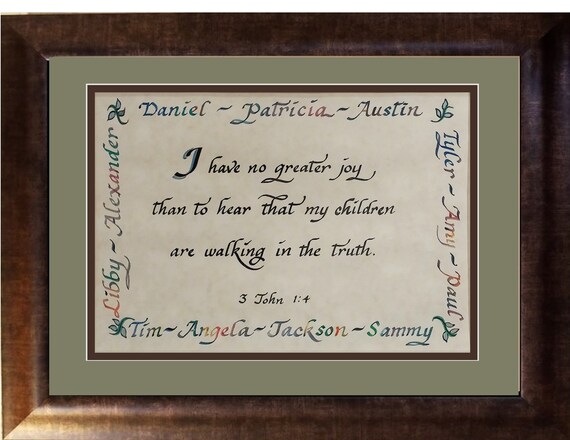 Daniel ~ Patricia ~ Austin
Tyler ~ Amy ~ Paul
Libby ~ Alexander
I have no greater joy
than to hear that my children
are walking in the truth.
3 John 1:4
Tim ~ Angela ~ Jackson ~ Sammy